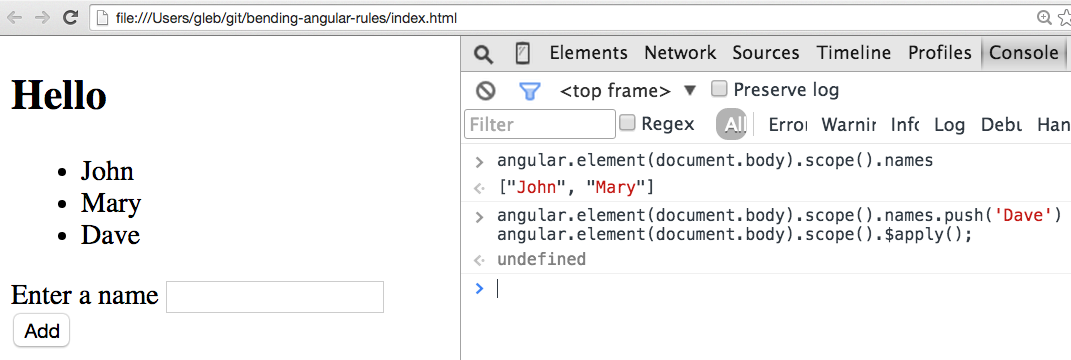 file:///Users/gleb/git/bending-angular-rules/index.html
Hello
John
Mary
Dave
Enter a name
Add
Elements Network Sources Timeline Profiles Console
<top frame> ▼ Preserve log
Filter Regex All Error Warnin Info Log Debu Han
> angular.element(document.body).scope().names
["John", "Mary"]
> angular.element(document.body).scope().names.push('Dave')
angular.element(document.body).scope().$apply();
undefined
>